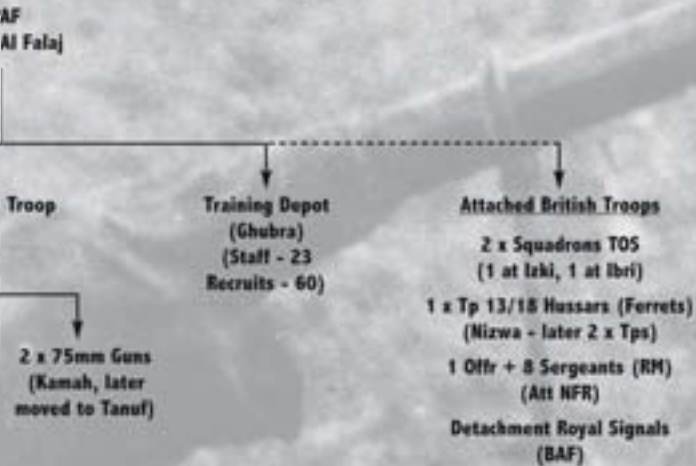 AF
Al Falaj
Troop
Training Depot
(Ghubra)
(Staff - 23
Recruits - 60)
Attached British Troops
2 x Squadrons TOS
(1 at Izki, 1 at Ibri)
1 x Tp 13/18 Hussars (Ferrets)
(Nizwa - later 2 x Tps)
1 Offr + 8 Sergeants (RM)
(Att NFR)
Detachment Royal Signals
(BAF)
2 x 75mm Guns
(Kamah, later
moved to Tanuf)